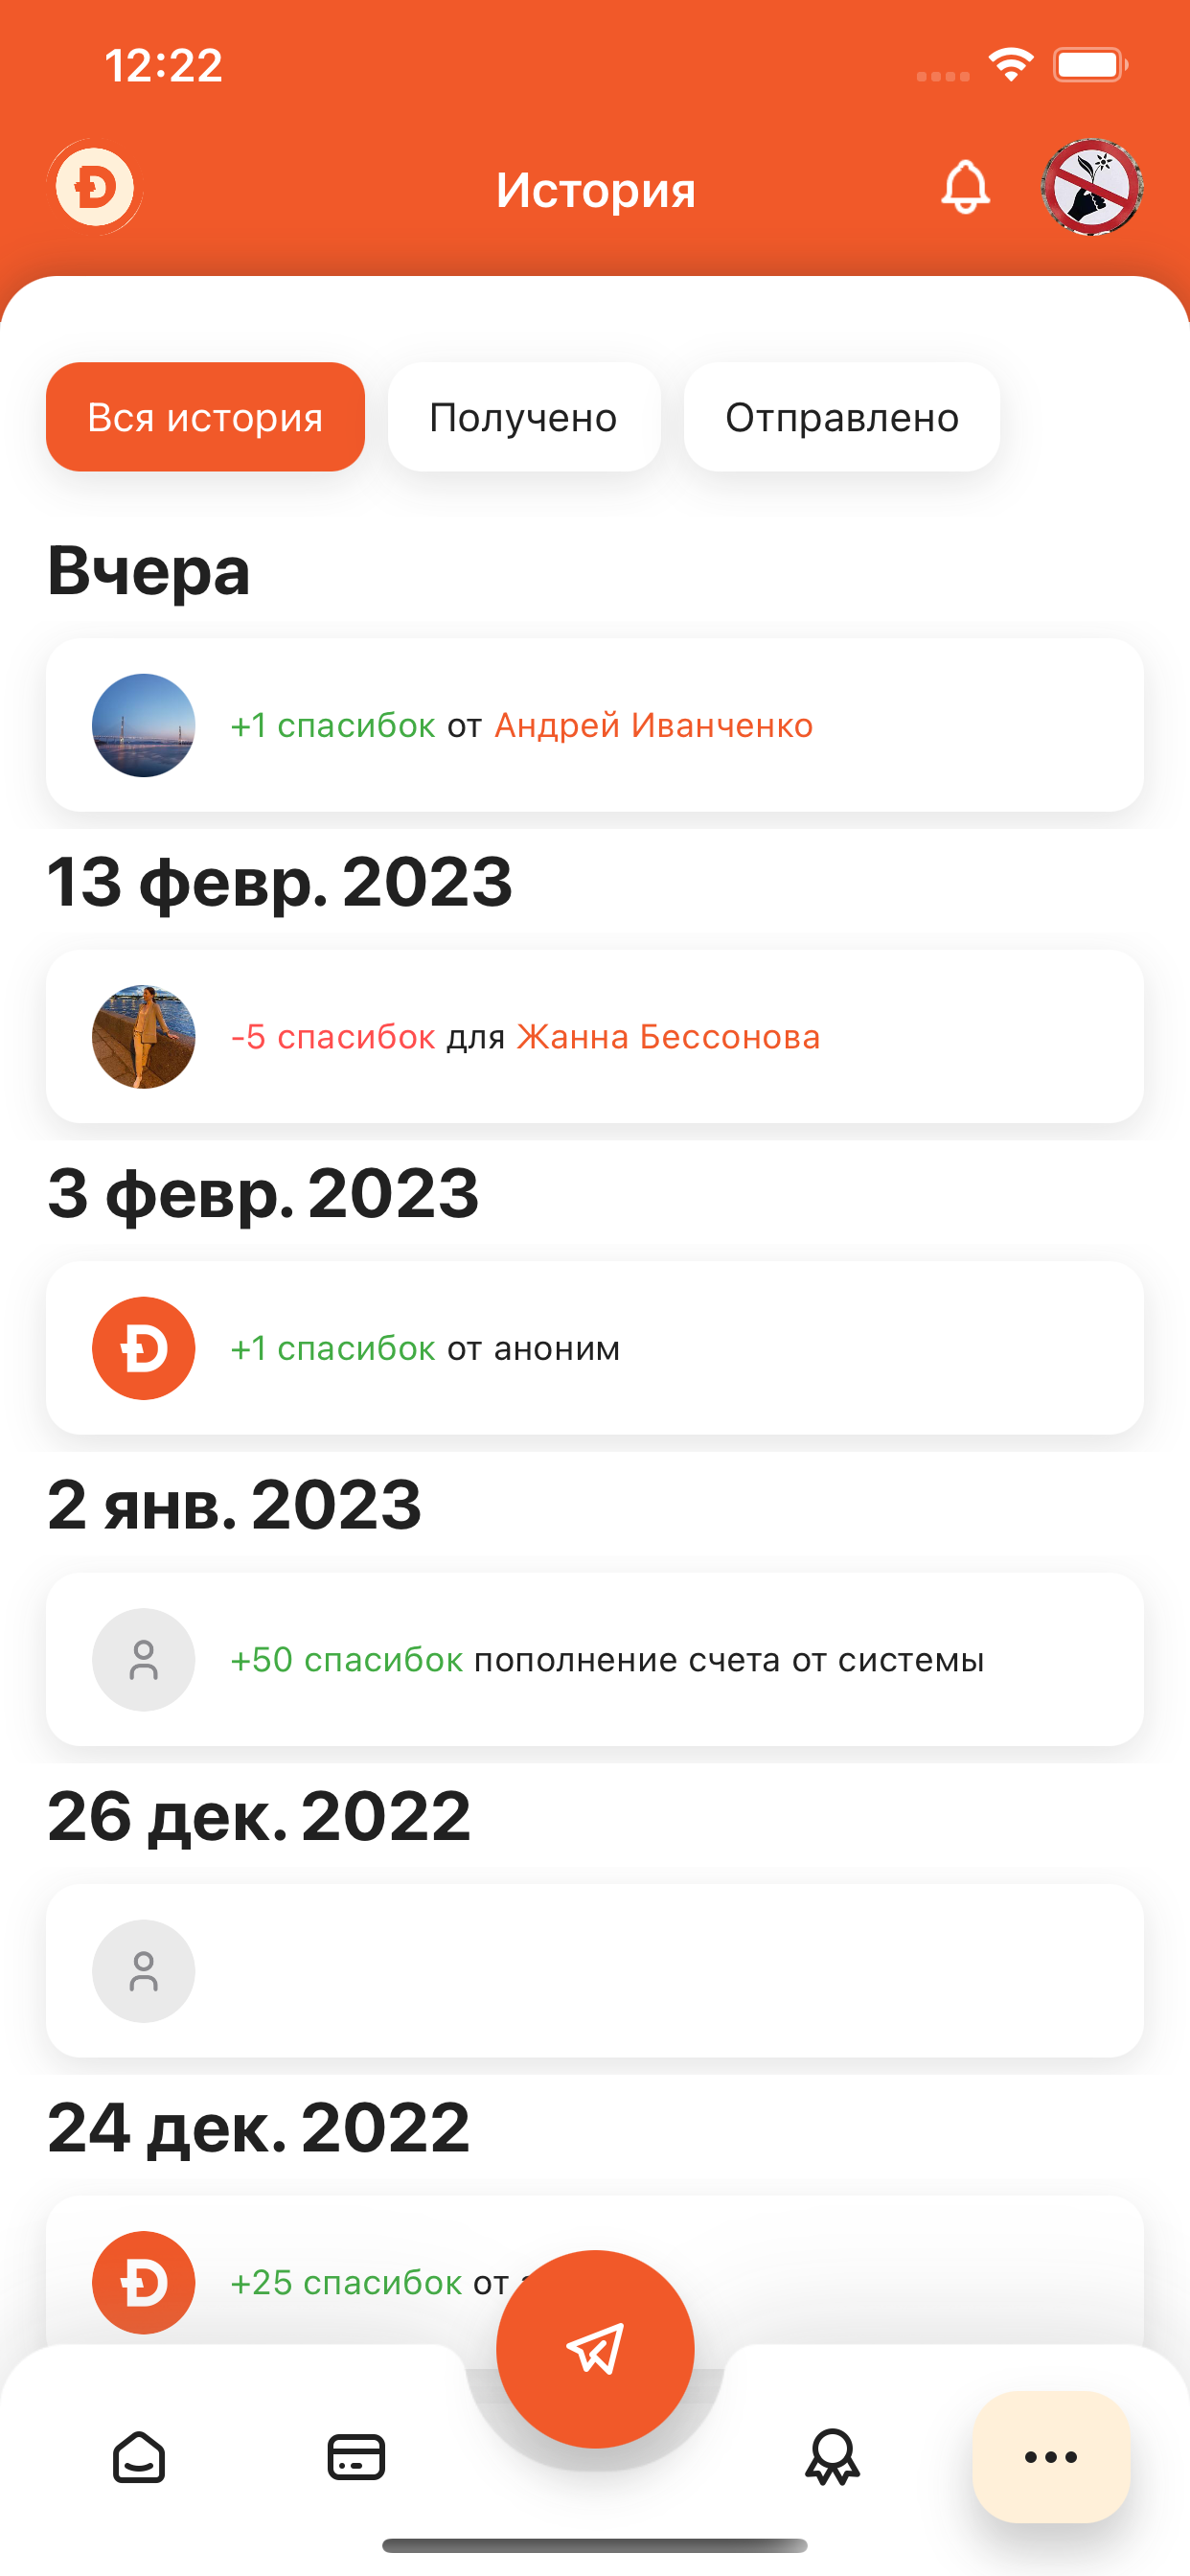 12:22
История
Вся история
Получено
Отправлено
Вчера
+1 спасибок от Андрей Иванченко
13 февр. 2023
-5 спасибок для Жанна Бессонова
3 февр. 2023
+1 спасибок от аноним
2 янв. 2023
+50 спасибок пополнение счета от системы
26 дек. 2022
24 дек. 2022
+25 спасибок от